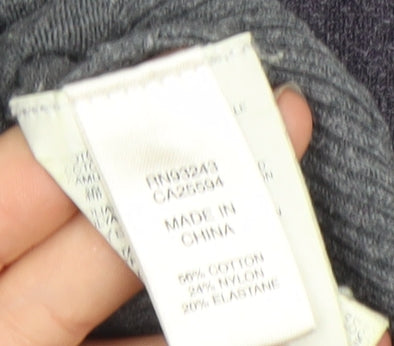 RN93243
CA25594
MADE IN
CHINA
56% COTTON
24% NYLON
20% ELASTANE